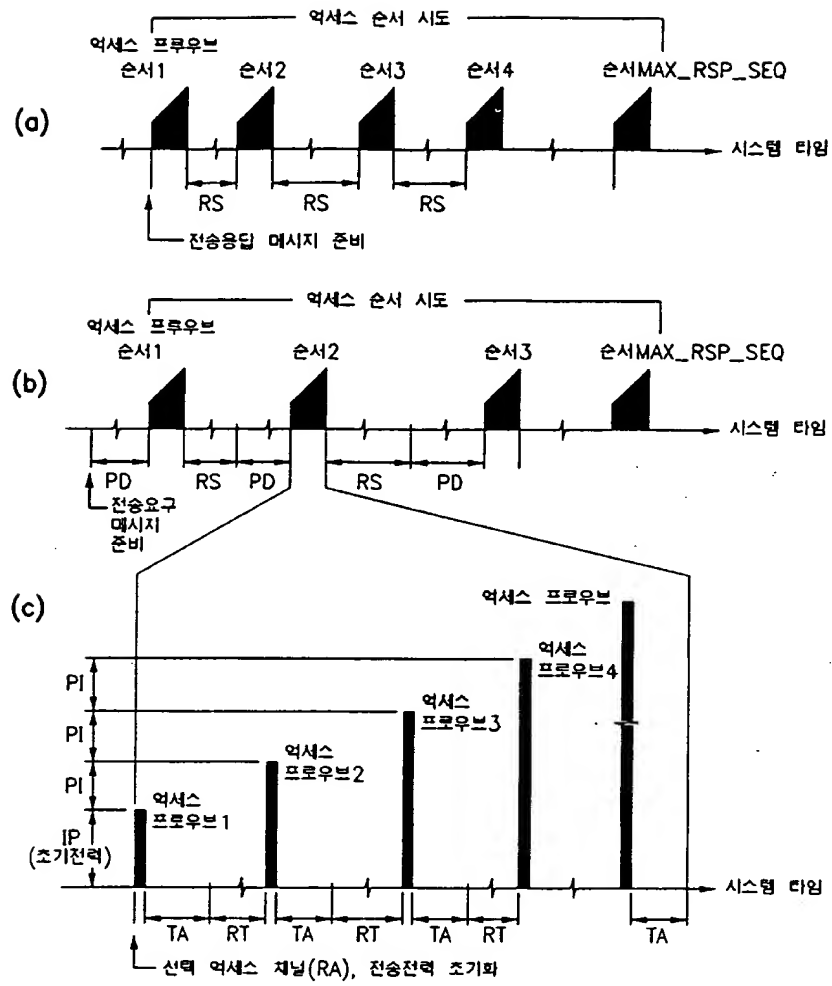 억세스 순서 시도
억세스 프루우브
순서1 순서2 순서3 순서4 순서MAX_RSP_SEQ
(a)
시스템 타임
RS RS RS
전송응답 메시지 준비
억세스 순서 시도
억세스 프루우브
순서1 순서2 순서3 순서MAX_RSP_SEQ
(b)
시스템 타임
PD RS PD RS PD
전송요구
메시지
준비
(c)
억세스 프로우브
억세스
프로우브4
PI
억세스
프로우브3
PI
억세스
프로우브2
PI
억세스
프로우브1
IP
(초기전력)
시스템 타임
TA RT TA RT TA RT TA
선택 억세스 채널(RA), 전송전력 초기화